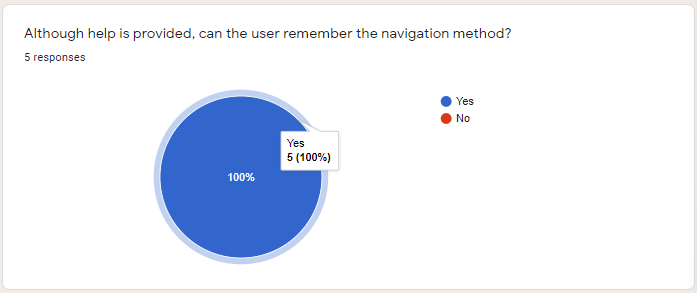 Although help is provided, can the user remember the navigation method?
5 responses
Yes
No
Yes
5 (100%)
100%